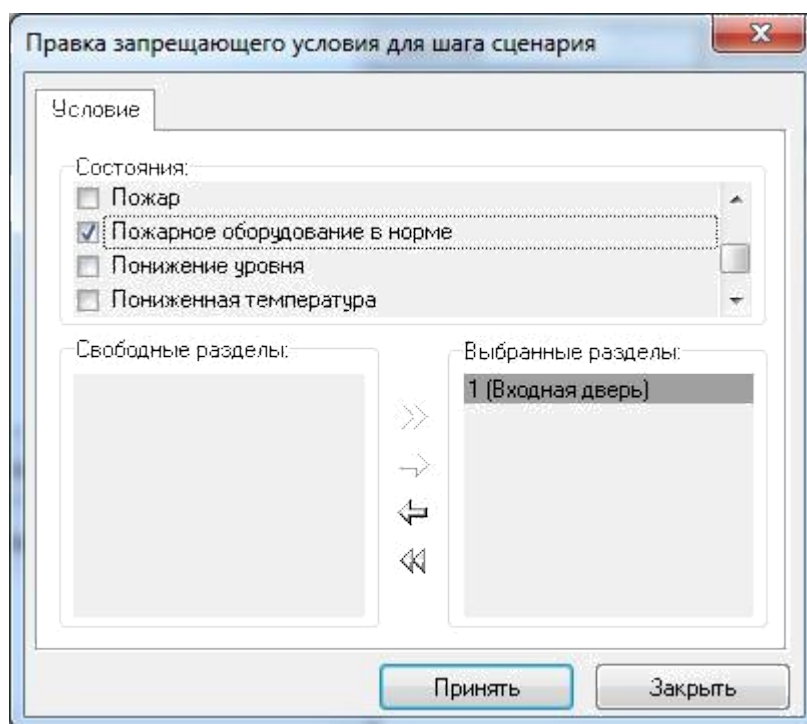 Правка запрещающего условия для шага сценария
Условие
Состояния:
Пожар
Пожарное оборудование в норме
Понижение уровня
Пониженная температура
Свободные разделы:
Выбранные разделы:
1 (Входная дверь)
Принять
Закрыть